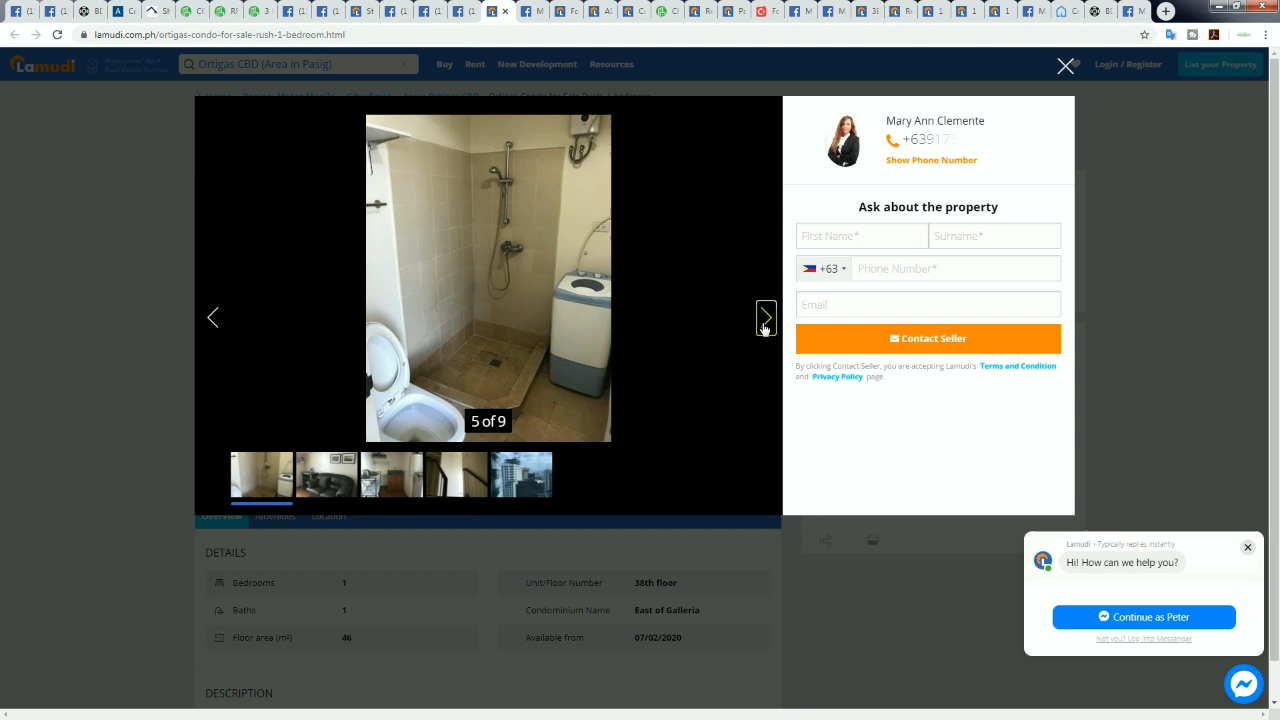 lamudi.com.ph/ortigas-condo-for-sale-rush-1-bedroom.html
Lamudi
Ortigas CBD (Area in Pasig)
Buy Rent New Development Resources
Login / Register
List your Property
Mary Ann Clemente
+639175
Show Phone Number
Ask about the property
First Name* Surname*
+63 Phone Number*
Email
Contact Seller
By clicking Contact Seller, you are accepting Lamudi's Terms and Condition
and Privacy Policy page.
5 of 9
Overview Amenities Location
DETAILS
Bedrooms 1 Unit/Floor Number 38th floor
Baths 1 Condominium Name East of Galleria
Floor area (m²) 46 Available from 07/02/2020
DESCRIPTION
Lamudi • Typically replies instantly
Hi! How can we help you?
Continue as Peter
Not you? Log into Messenger